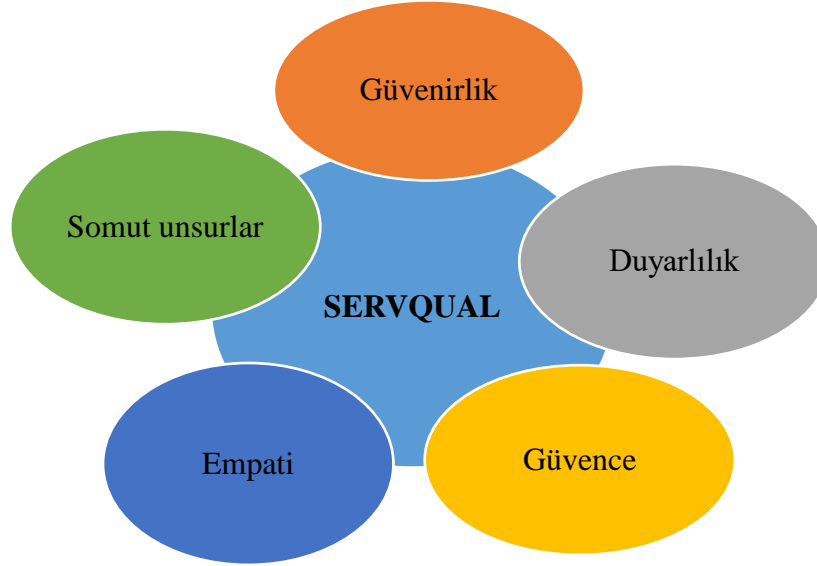 Güvenirlik
Somut unsurlar
Duyarlılık
SERVQUAL
Empati
Güvence